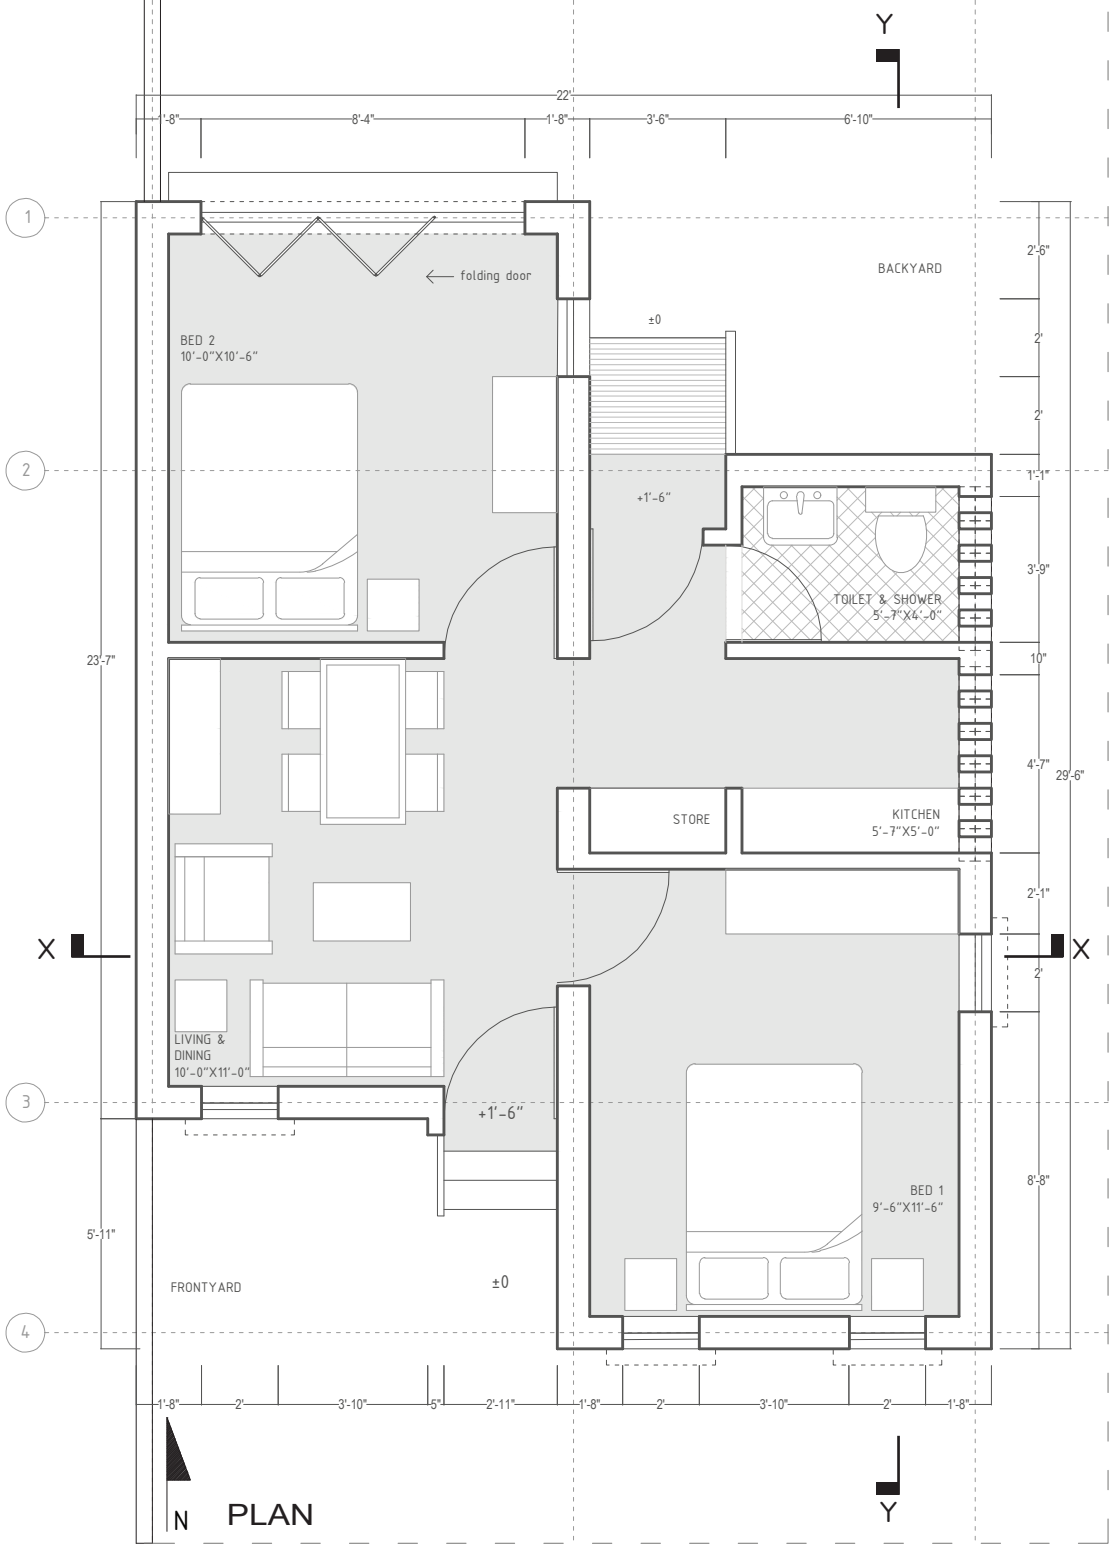 Y
22'
1'-8" 8'-4" 1'-8" 3'-6" 6'-10"
1
2'-6"
BACKYARD
folding door
±0
2'
BED 2
10'-0"X10'-6"
2'
2
1'-1"
+1'-6"
3'-9"
TOILET & SHOWER
5'-7"X4'-0"
23'-7"
10"
4'-7"
29'-6"
STORE
KITCHEN
5'-7"X5'-0"
2'-1"
X X
2'
LIVING &
DINING
10'-0"X11'-0"
3
+1'-6"
8'-8"
BED 1
9'-6"X11'-6"
5'-11"
FRONTYARD
±0
4
1'-8" 2' 3'-10" 5" 2'-11" 1'-8" 2' 3'-10" 2' 1'-8"
Y
N
PLAN